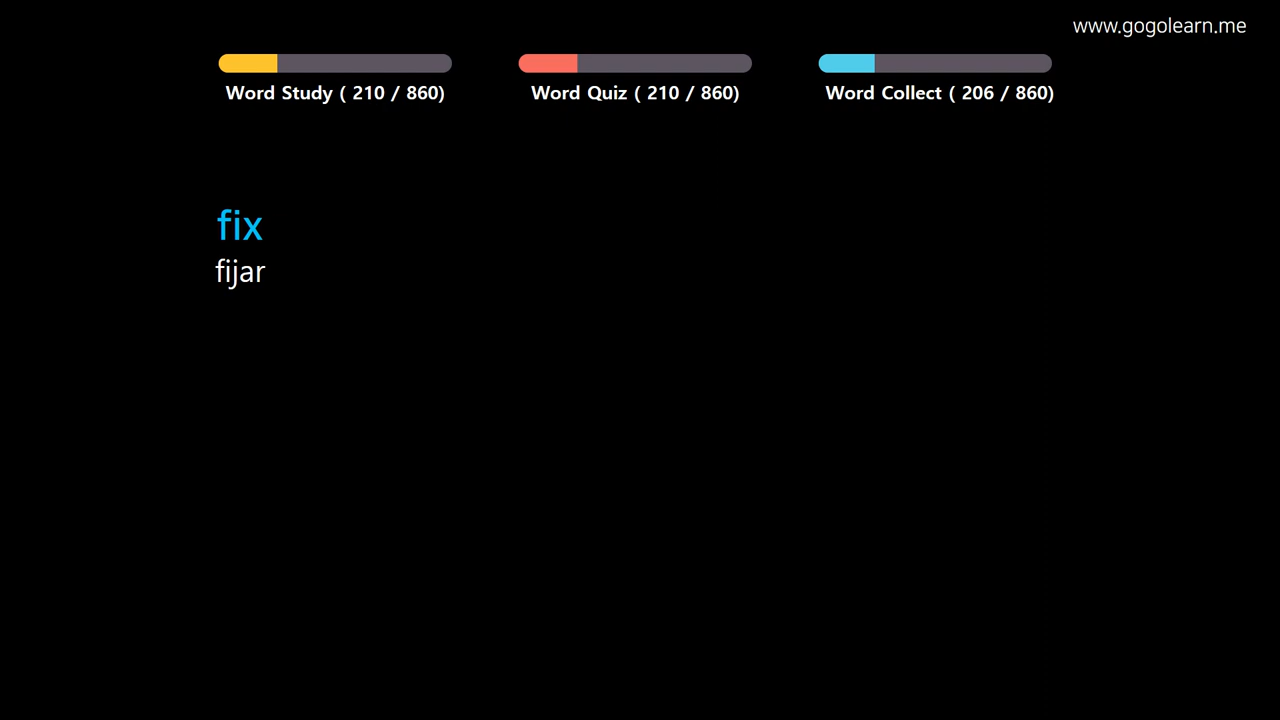 www.gogolearn.me
Word Study ( 210 / 860)
Word Quiz ( 210 / 860)
Word Collect ( 206 / 860)
fix
fijar